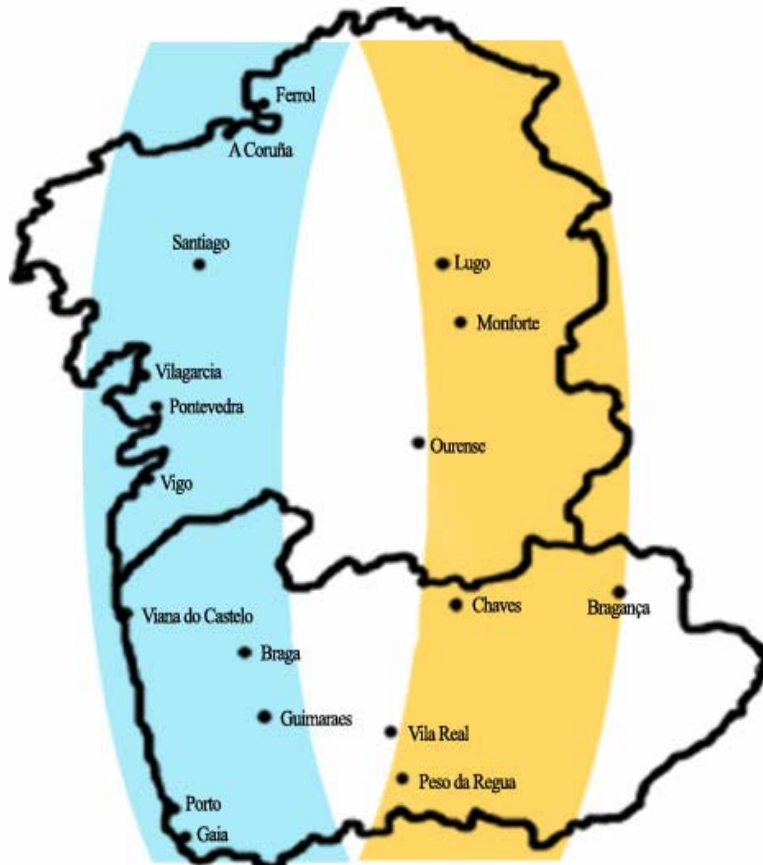 Ferrol
A Coruña
Santiago
Lugo
Monforte
Vilagarcia
Pontevedra
Ourense
Vigo
Chaves
Bragança
Viana do Castelo
Braga
Guimaraes
Vila Real
Peso da Regua
Porto
Gaia